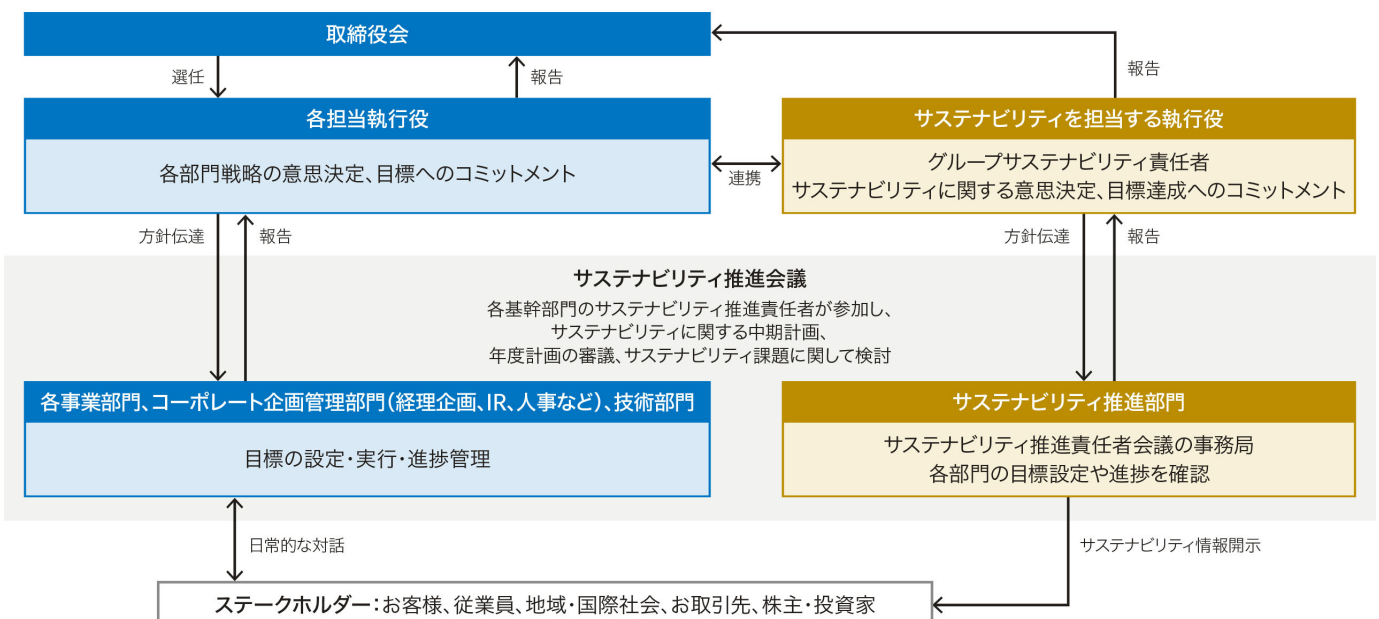 取締役会
選任
報告
報告
各担当執行役
各部門戦略の意思決定、目標へのコミットメント
連携
サステナビリティを担当する執行役
グループサステナビリティ責任者
サステナビリティに関する意思決定、目標達成へのコミットメント
方針伝達
報告
方針伝達
報告
サステナビリティ推進会議
各基幹部門のサステナビリティ推進責任者が参加し、
サステナビリティに関する中期計画、
年度計画の審議、サステナビリティ課題に関して検討
各事業部門、コーポレート企画管理部門(経理企画、IR、人事など)、技術部門
目標の設定・実行・進捗管理
サステナビリティ推進部門
サステナビリティ推進責任者会議の事務局
各部門の目標設定や進捗を確認
日常的な対話
サステナビリティ情報開示
ステークホルダー：お客様、従業員、地域・国際社会、お取引先、株主・投資家